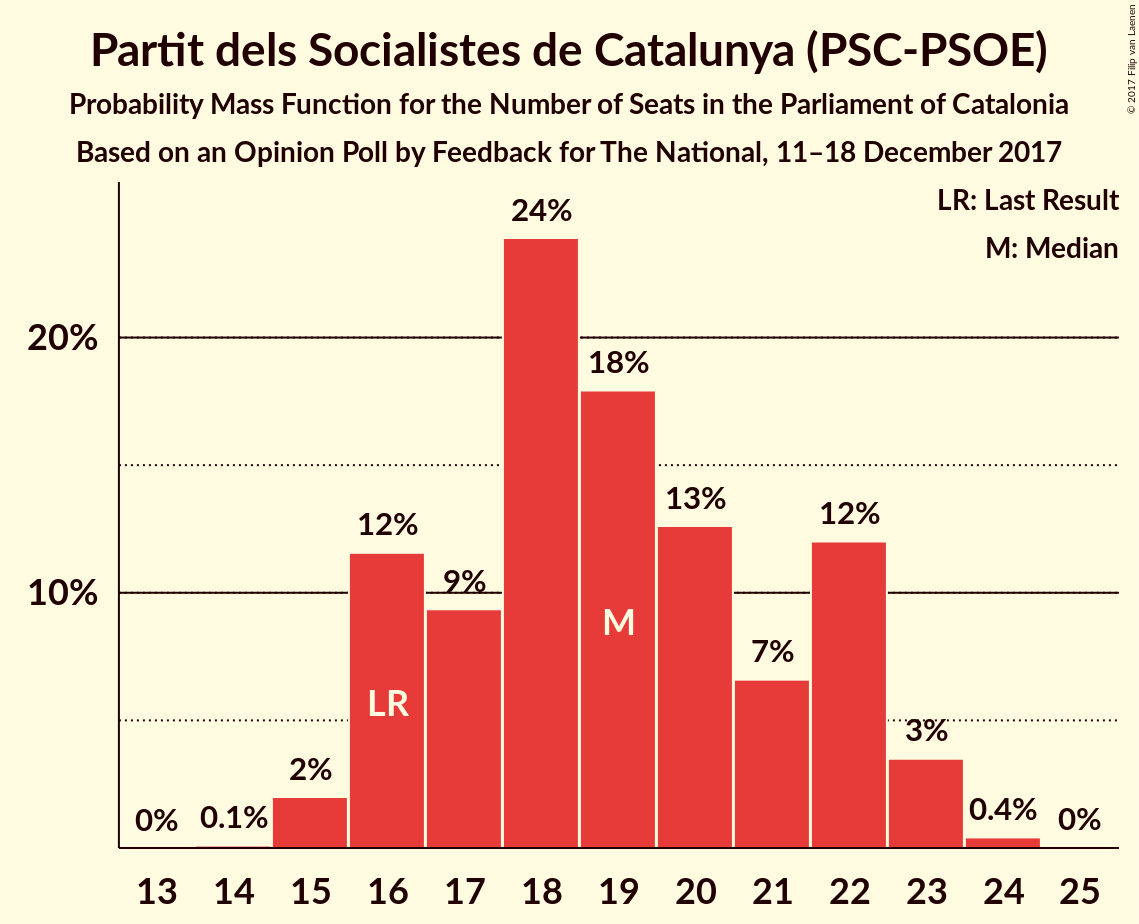 Partit dels Socialistes de Catalunya (PSC-PSOE)
Probability Mass Function for the Number of Seats in the Parliament of Catalonia
Based on an Opinion Poll by Feedback for The National, 11–18 December 2017
© 2017 Filip van Laenen
LR: Last Result
M: Median
20%
10%
0%
0.1%
2%
12%
9%
24%
18%
13%
7%
12%
3%
0.4%
0%
LR
M
13 14 15 16 17 18 19 20 21 22 23 24 25